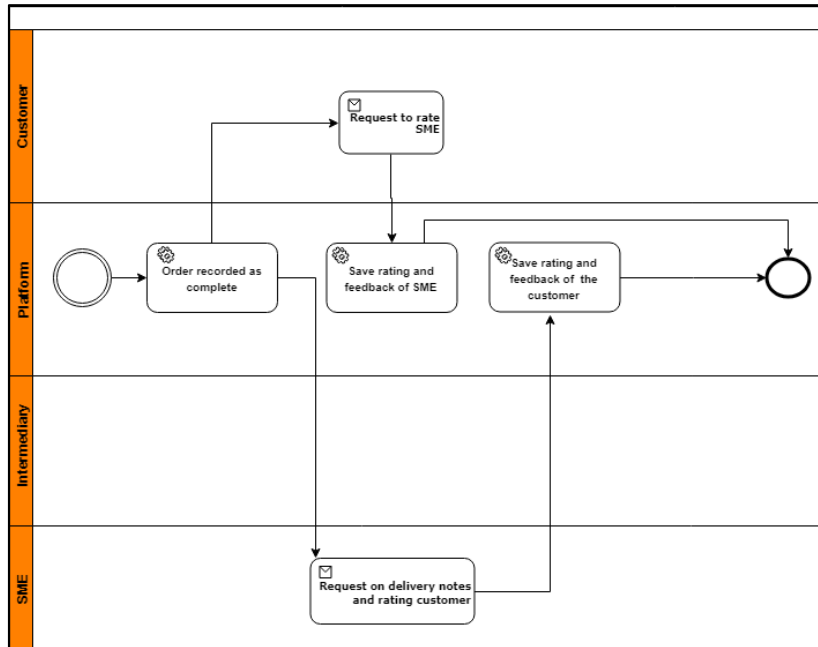 Customer
Request to rate
SME
Platform
Order recorded as
complete
Save rating and
feedback of SME
Save rating and
feedback of the
customer
Intermediary
SME
Request on delivery notes
and rating customer